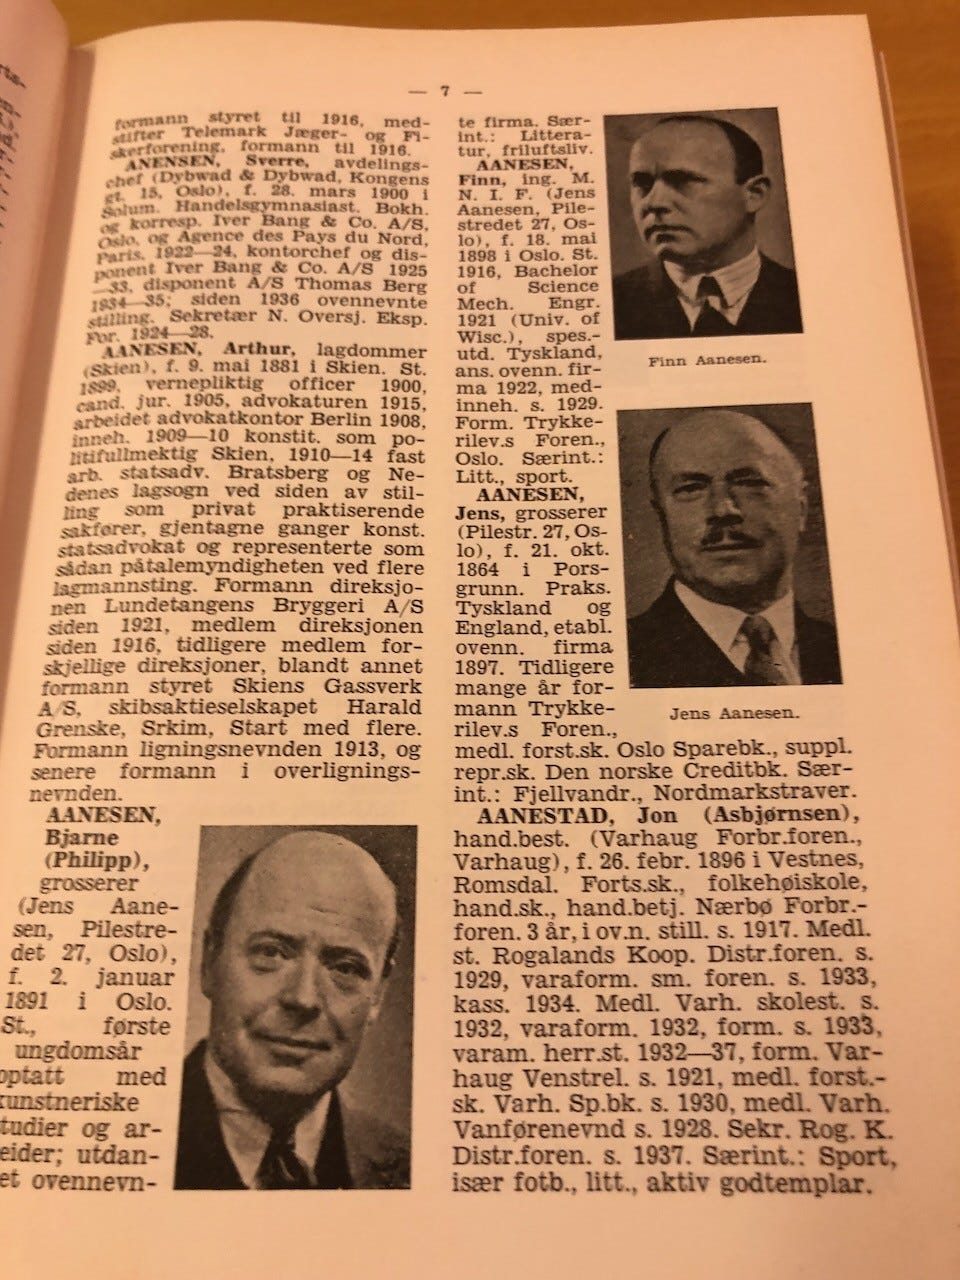 — 7 —
formann styret til 1916, med-
stifter Telemark Jæger- og Fi-
skerforening, formann til 1916.
ANENSEN, Sverre, avdelings-
chef (Dybwad & Dybwad, Kongens
gt. 15, Oslo), f. 28. mars 1900 i
Solum. Handelsgymnasiast. Bokh.
og korresp. Iver Bang & Co. A/S,
Oslo, og Agence des Pays du Nord,
Paris, 1922—24, kontorchef og dis-
ponent Iver Bang & Co. A/S 1925
—33, disponent A/S Thomas Berg
1934—35; siden 1936 ovennevnte
stilling. Sekretær N. Oversj. Eksp.
For. 1924—28.
AANESEN, Arthur, lagdommer
(Skien), f. 9. mai 1881 i Skien. St.
1899, vernepliktig officer 1900,
cand. jur. 1905, advokaturen 1915,
arbeidet advokatkontor Berlin 1908,
inneh. 1909—10 konstit. som po-
litifullmektig Skien, 1910—14 fast
arb. statsadv. Bratsberg og Ne-
denes lagsogn ved siden av stil-
ling som privat praktiserende
sakfører, gjentagne ganger konst.
statsadvokat og representerte som
sådan påtalemyndigheten ved flere
lagmannsting. Formann direksjo-
nen Lundetangens Bryggeri A/S
siden 1921, medlem direksjonen
siden 1916, tidligere medlem for-
skjellige direksjoner, blandt annet
formann styret Skiens Gassverk
A/S, skibsaktieselskapet Harald
Grenske, Srkim, Start med flere.
Formann ligningsnevnden 1913, og
senere formann i overlignings-
nevnden.
AANESEN,
Bjarne
(Philipp),
grosserer
(Jens Aane-
sen, Pilestre-
det 27, Oslo),
f. 2. januar
1891 i Oslo.
St., første
ungdomsår
optatt med
kunstneriske
studier og ar-
eider; utdan-
et ovennevn-
te firma. Sær-
int.: Littera-
tur, friluftsliv.
AANESEN,
Finn, ing. M.
N. I. F. (Jens
Aanesen, Pile-
stredet 27, Os-
lo), f. 18. mai
1898 i Oslo. St.
1916, Bachelor
of Science
Mech. Engr.
1921 (Univ. of
Wisc.), spes.-
utd. Tyskland,
ans. ovenn. fir-
ma 1922, med-
inneh. s. 1929.
Form. Trykke-
rilev.s Foren.,
Oslo. Særint.:
Litt., sport.
Finn Aanesen.
AANESEN,
Jens, grosserer
(Pilestr. 27, Os-
lo), f. 21. okt.
1864 i Pors-
grunn. Praks.
Tyskland og
England, etabl.
ovenn. firma
1897. Tidligere
mange år for-
mann Trykke-
rilev.s Foren.,
Jens Aanesen.
medl. forst.sk. Oslo Sparebk., suppl.
repr.sk. Den norske Creditbk. Sær-
int.: Fjellvandr., Nordmarkstraver.
AANESTAD, Jon (Asbjørnsen),
hand.best. (Varhaug Forbr.foren.,
Varhaug), f. 26. febr. 1896 i Vestnes,
Romsdal. Forts.sk., folkehøiskole,
hand.sk., hand.betj. Nærbø Forbr.-
foren. 3 år, i ov.n. still. s. 1917. Medl.
st. Rogalands Koop. Distr.foren. s.
1929, varaform. sm. foren. s. 1933,
kass. 1934. Medl. Varh. skolest. s.
1932, varaform. 1932, form. s. 1933,
varam. herr.st. 1932—37, form. Var-
haug Venstrel. s. 1921, medl. forst.-
sk. Varh. Sp.bk. s. 1930, medl. Varh.
Vanførenevnd s. 1928. Sekr. Rog. K.
Distr.foren. s. 1937. Særint.: Sport,
især fotb., litt., aktiv godtemplar.